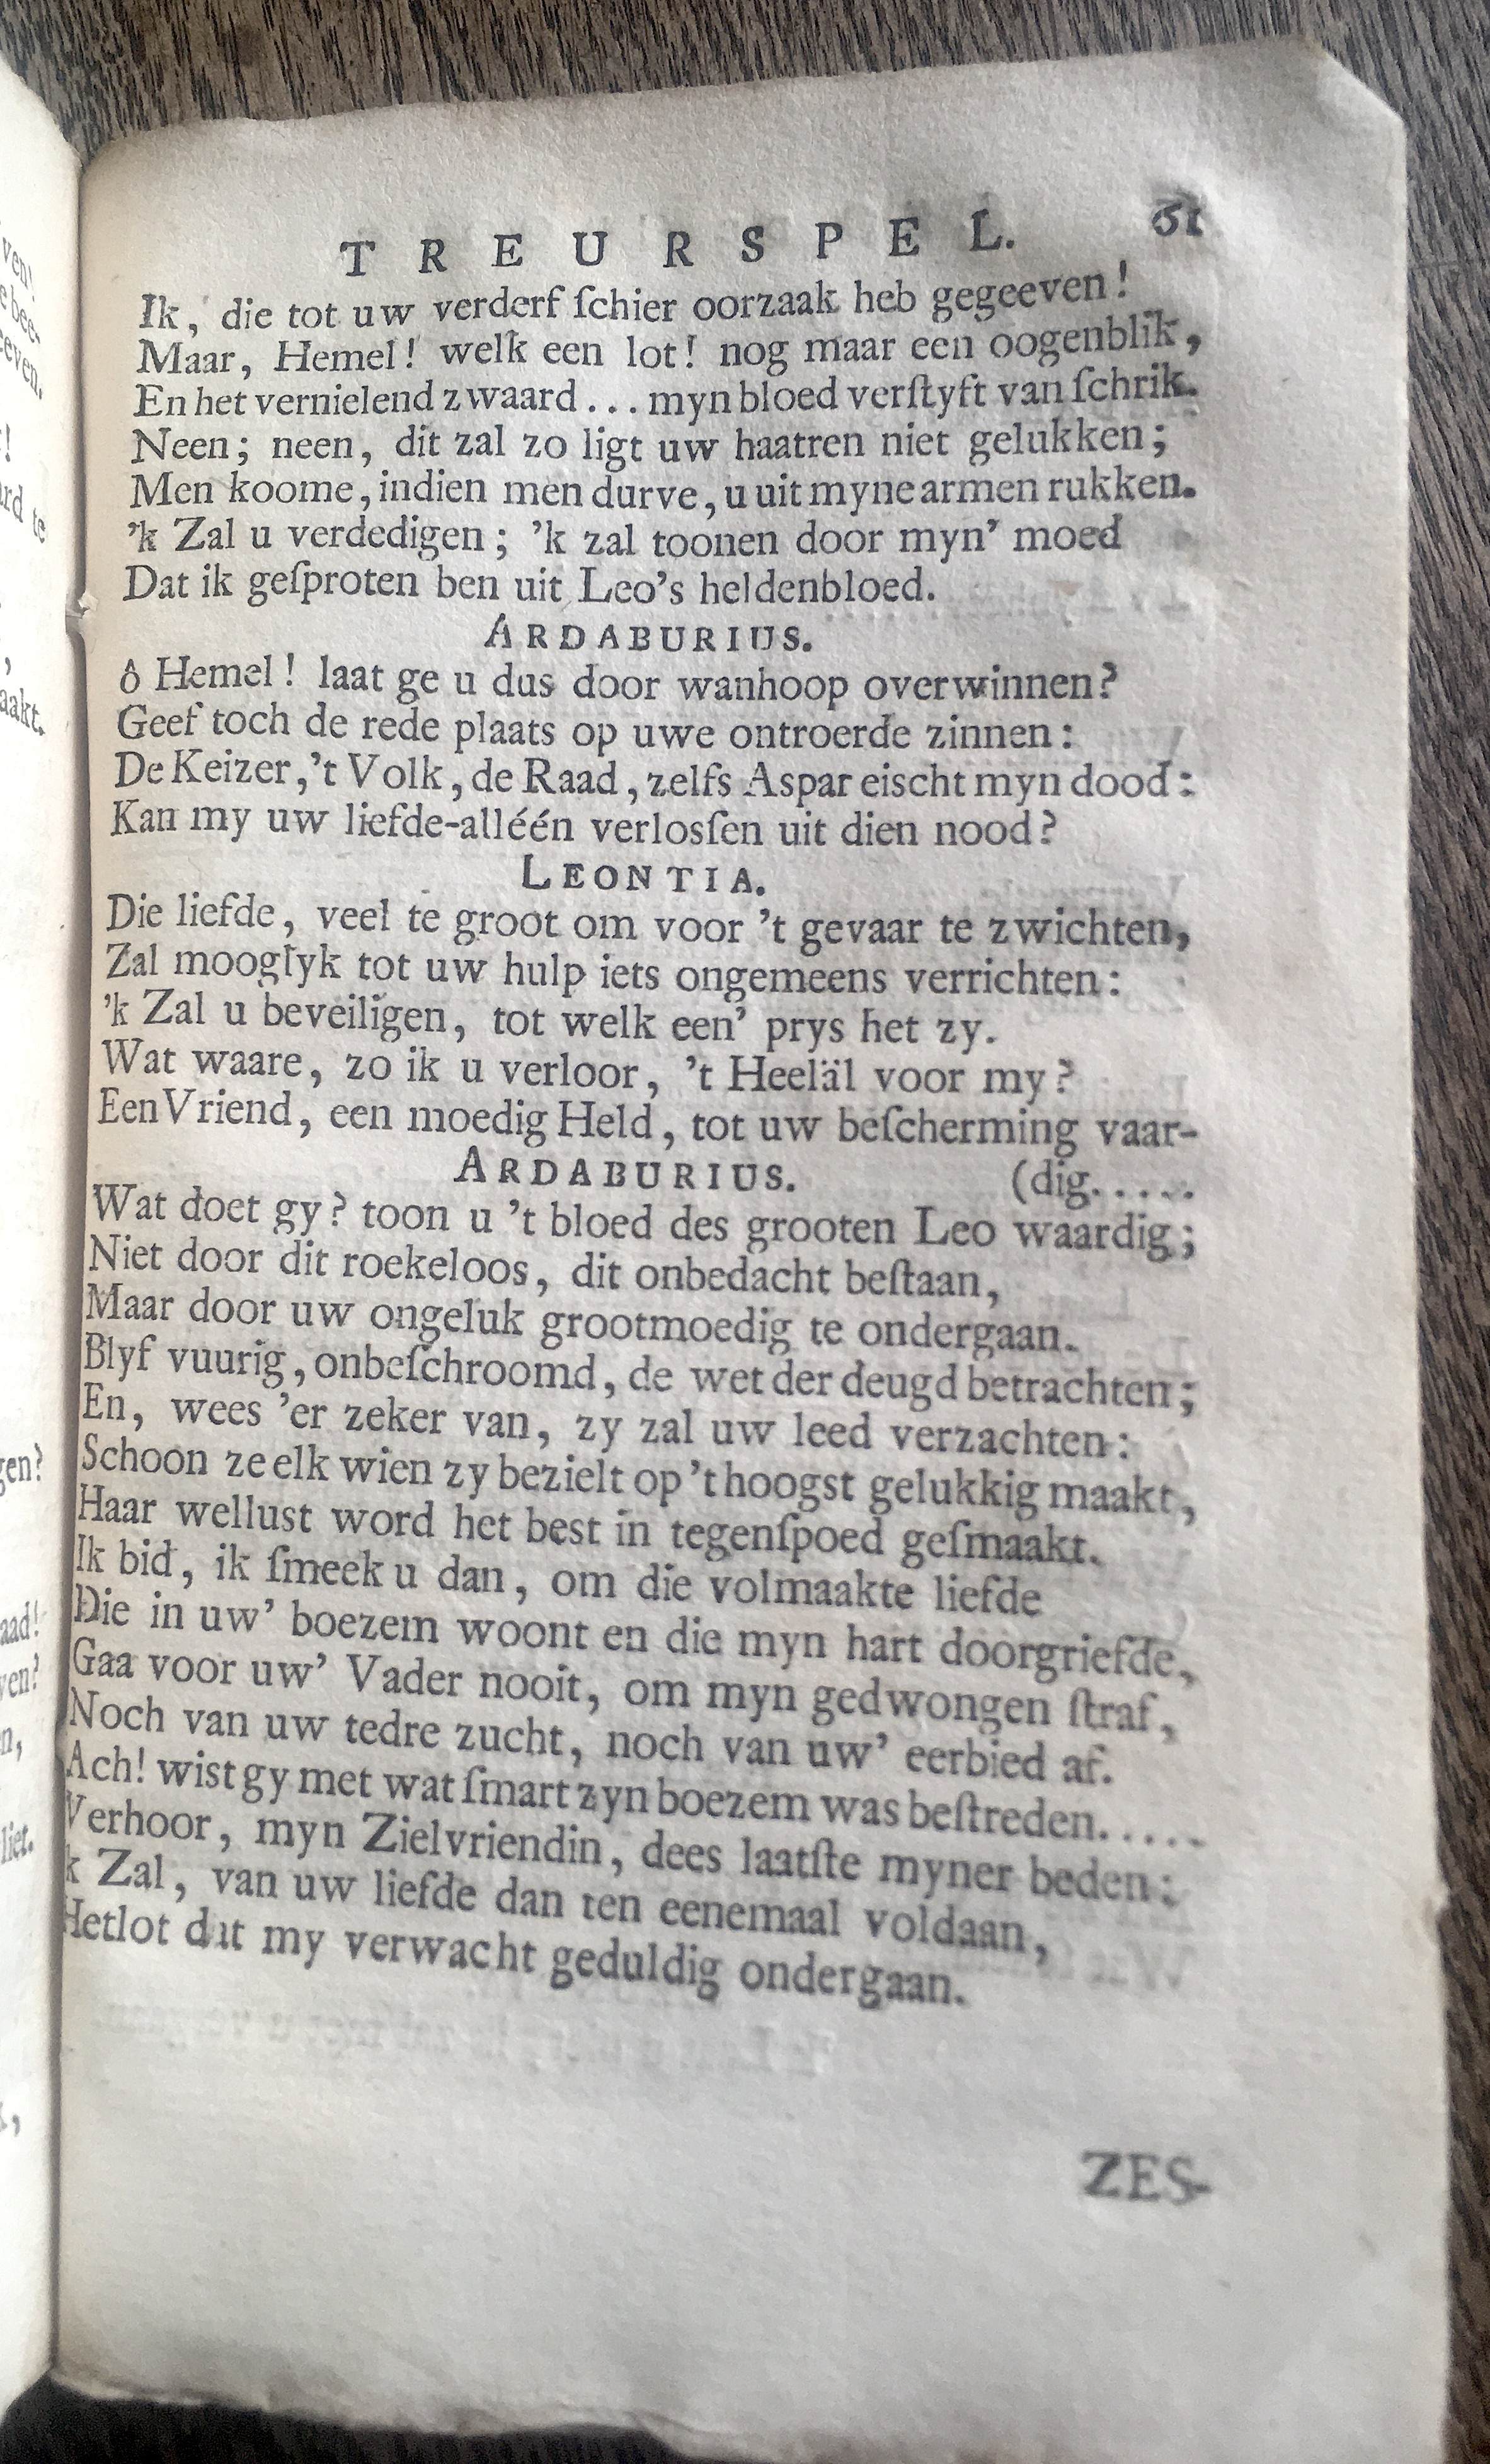 TREURSPEL. 61
Ik, die tot uw verderf ſchier oorzaak heb gegeeven!
Maar, Hemel! welk een lot! nog maar een oogenblik,
En het vernielend zwaard... myn bloed verſtyft van ſchrik.
Neen; neen, dit zal zo ligt uw haatren niet gelukken;
Men koome, indien men durve, u uit myne armen rukken.
’k Zal u verdedigen; ’k zal toonen door myn’ moed
Dat ik geſproten ben uit Leo’s heldenbloed.
ARDABURIUS.
ô Hemel! laat ge u dus door wanhoop overwinnen?
Geef toch de rede plaats op uwe ontroerde zinnen:
De Keizer, ’t Volk, de Raad, zelfs Aspar eischt myn dood:
Kan my uw liefde-alléén verlosſen uit dien nood?
LEONTIA.
Die liefde, veel te groot om voor ’t gevaar te zwichten,
Zal mooglyk tot uw hulp iets ongemeens verrichten:
’k Zal u beveiligen, tot welk een’ prys het zy.
Wat waare, zo ik u verloor, ’t Heeläl voor my?
Een Vriend, een moedig Held, tot uw beſcherming vaar-
ARDABURIUS. (dig.....
Wat doet gy? toon u ’t bloed des grooten Leo waardig;
Niet door dit roekeloos, dit onbedacht beſtaan,
Maar door uw ongeluk grootmoedig te ondergaan.
Blyf vuurig, onbeſchroomd, de wet der deugd betrachten;
En, wees ’er zeker van, zy zal uw leed verzachten:
Schoon ze elk wien zy bezielt op ’t hoogst gelukkig maakt,
Haar wellust word het best in tegenſpoed geſmaakt.
Ik bid, ik ſmeek u dan, om die volmaakte liefde
Die in uw’ boezem woont en die myn hart doorgriefde,
Gaa voor uw’ Vader nooit, om myn gedwongen ſtraf,
Noch van uw tedre zucht, noch van uw’ eerbied af.
Ach! wist gy met wat ſmart zyn boezem was beſtreden.....
Verhoor, myn Zielvriendin, dees laatſte myner beden:
k Zal, van uw liefde dan ten eenemaal voldaan,
Het lot dat my verwacht geduldig ondergaan.
ZES-